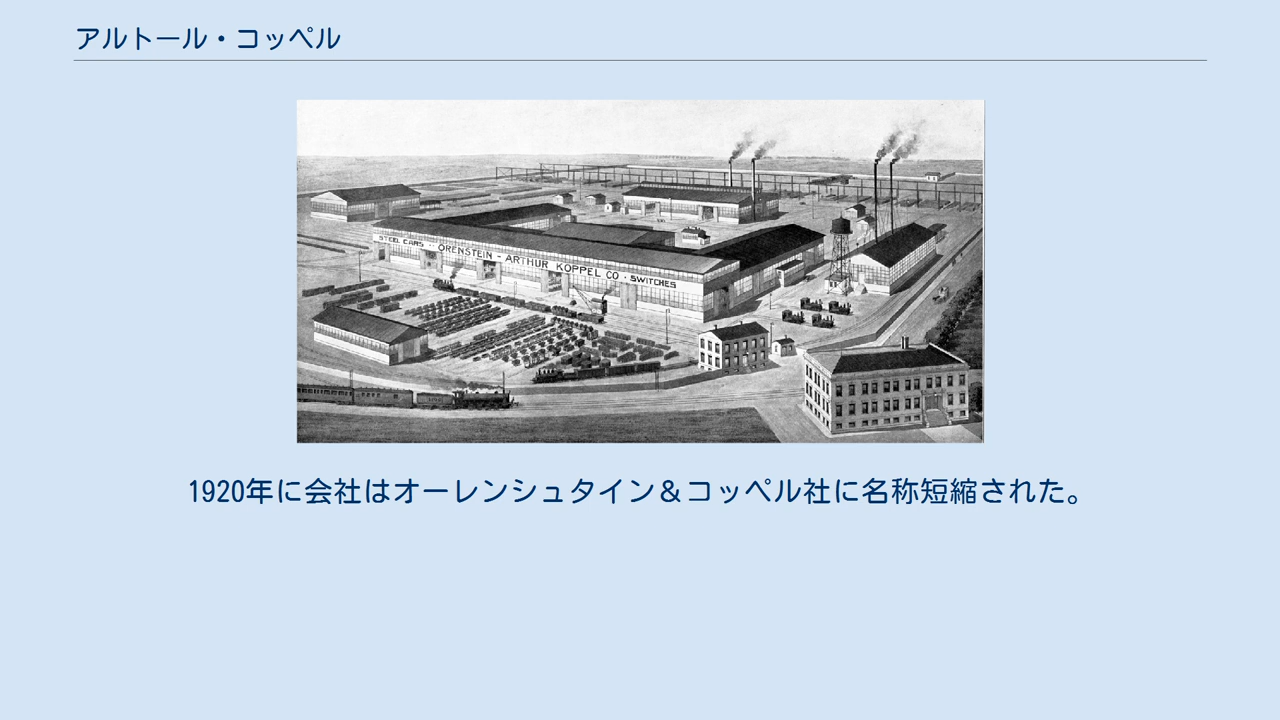 アルトール・コッペル
STEEL CARS - ORENSTEIN - ARTHUR KOPPEL CO - SWITCHES
1920年に会社はオーレンシュタイン＆コッペル社に名称短縮された。